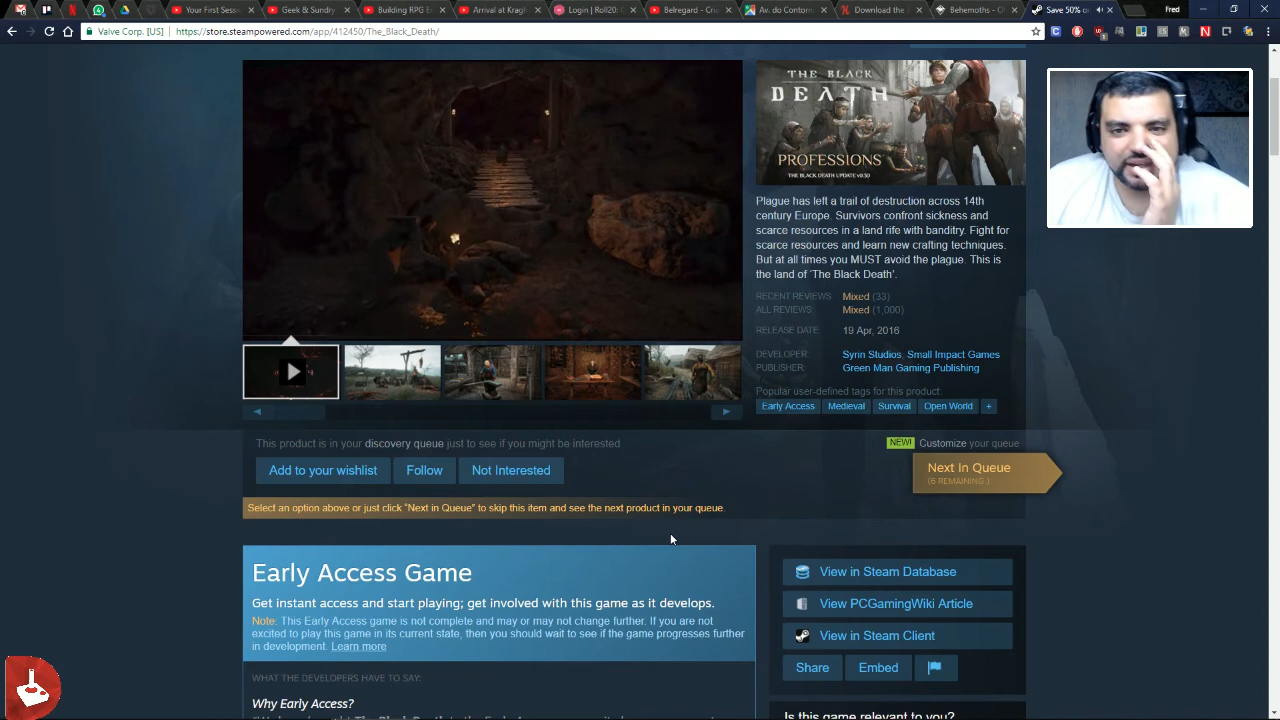 Your First Sess
Geek & Sundry
Building RPG E
Arrival at Kragh
Login | Roll20: O
Belregard - Cr
Av. do Contorn
Download the
Behemoths - O
Save 50% o
Fred
Valve Corp. [US] | https://store.steampowered.com/app/412450/The_Black_Death/
THE BLACK
DEATH
PROFESSIONS
THE BLACK DEATH UPDATE v0.30
Plague has left a trail of destruction across 14th
century Europe. Survivors confront sickness and
scarce resources in a land rife with banditry. Fight for
scarce resources and learn new crafting techniques.
But at all times you MUST avoid the plague. This is
the land of 'The Black Death'.
RECENT REVIEWS: Mixed (33)
ALL REVIEWS: Mixed (1,000)
RELEASE DATE: 19 Apr, 2016
DEVELOPER: Syrin Studios, Small Impact Games
PUBLISHER: Green Man Gaming Publishing
Popular user-defined tags for this product:
Early Access Medieval Survival Open World +
This product is in your discovery queue just to see if you might be interested
NEW! Customize your queue
Add to your wishlist Follow Not Interested
Next In Queue
(6 REMAINING )
Select an option above or just click "Next in Queue" to skip this item and see the next product in your queue.
Early Access Game
Get instant access and start playing; get involved with this game as it develops.
Note: This Early Access game is not complete and may or may not change further. If you are not
excited to play this game in its current state, then you should wait to see if the game progresses further
in development. Learn more
View in Steam Database
View PCGamingWiki Article
View in Steam Client
Share Embed
WHAT THE DEVELOPERS HAVE TO SAY:
Why Early Access?
Is this game relevant to you?